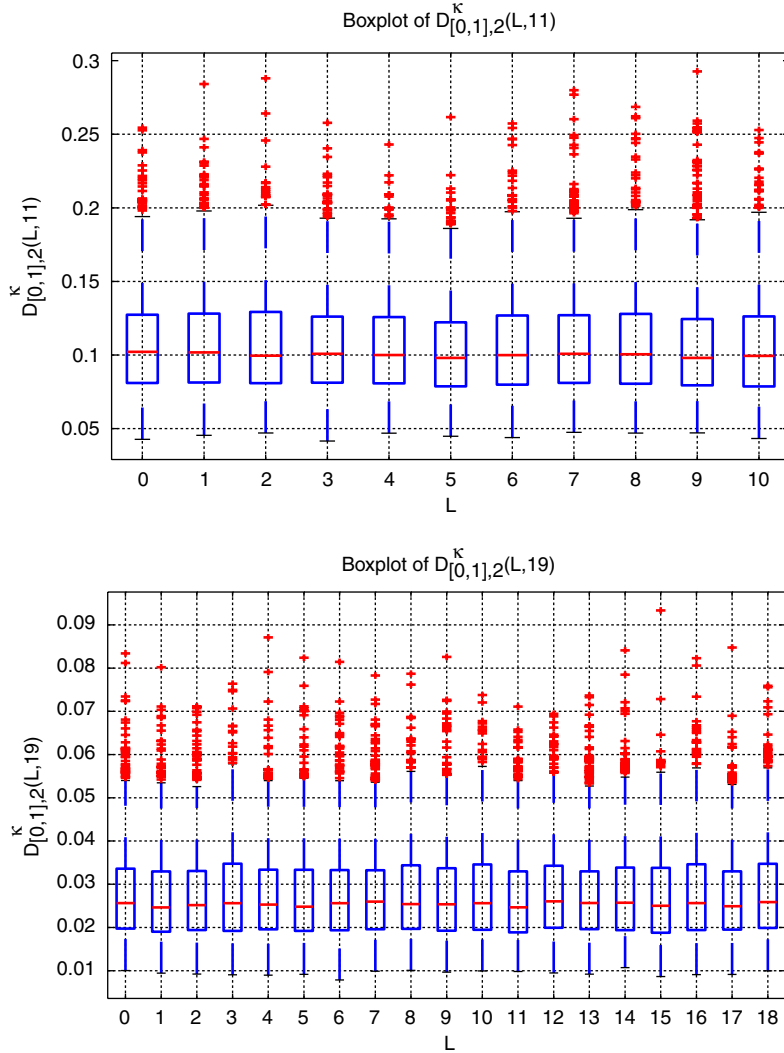 Boxplot of D^κ_[0,1],2(L,11)
D^κ_[0,1],2(L,11)
0.3
0.25
0.2
0.15
0.1
0.05
0 1 2 3 4 5 6 7 8 9 10
L
Boxplot of D^κ_[0,1],2(L,19)
D^κ_[0,1],2(L,19)
0.09
0.08
0.07
0.06
0.05
0.04
0.03
0.02
0.01
0 1 2 3 4 5 6 7 8 9 10 11 12 13 14 15 16 17 18
L